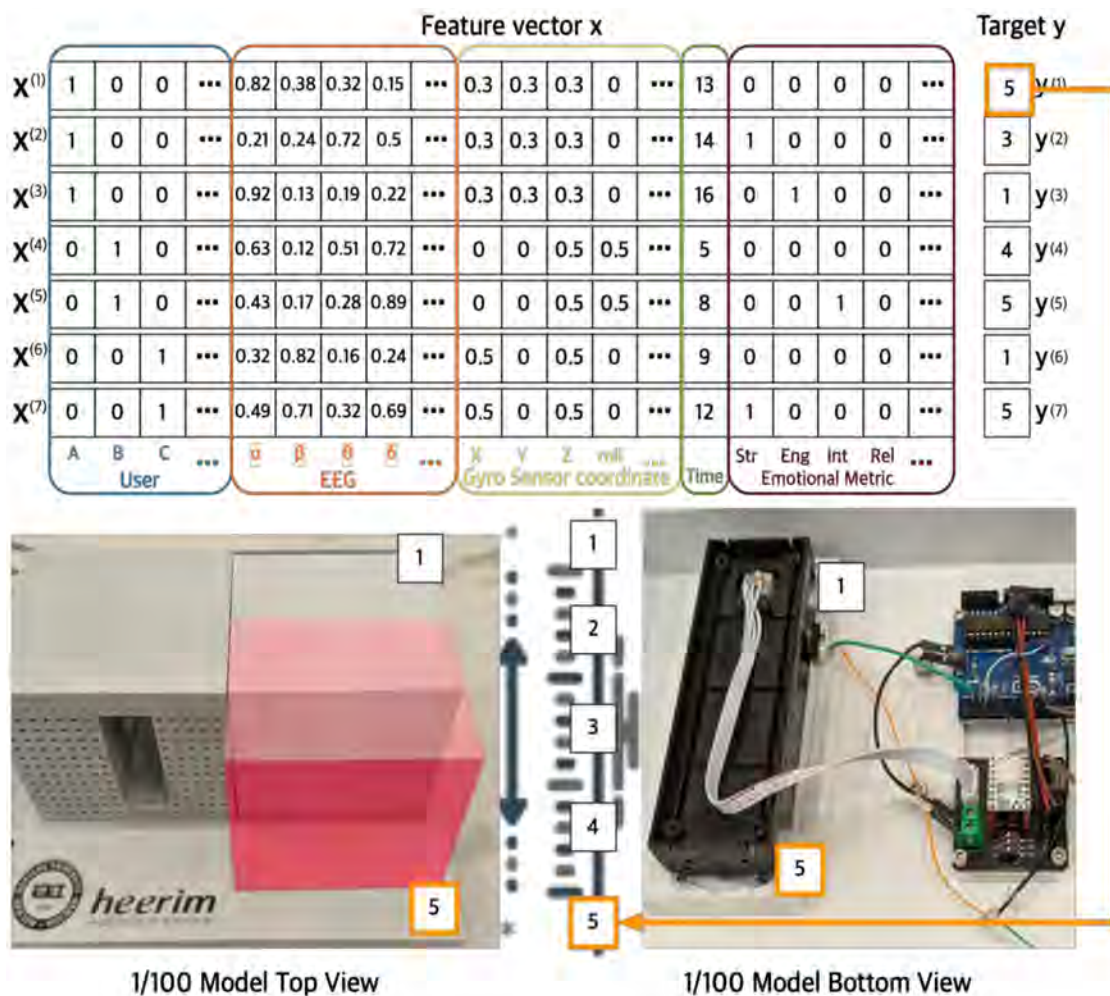 Feature vector x Target y
X(1) 1 0 0 ... 0.82 0.38 0.32 0.15 ... 0.3 0.3 0.3 0 ... 13 0 0 0 0 ... 5 y(1)
X(2) 1 0 0 ... 0.21 0.24 0.72 0.5 ... 0.3 0.3 0.3 0 ... 14 1 0 0 0 ... 3 y(2)
X(3) 1 0 0 ... 0.92 0.13 0.19 0.22 ... 0.3 0.3 0.3 0 ... 16 0 1 0 0 ... 1 y(3)
X(4) 0 1 0 ... 0.63 0.12 0.51 0.72 ... 0 0 0.5 0.5 ... 5 0 0 0 0 ... 4 y(4)
X(5) 0 1 0 ... 0.43 0.17 0.28 0.89 ... 0 0 0.5 0.5 ... 8 0 0 1 0 ... 5 y(5)
X(6) 0 0 1 ... 0.32 0.82 0.16 0.24 ... 0.5 0 0.5 0 ... 9 0 0 0 0 ... 1 y(6)
X(7) 0 0 1 ... 0.49 0.71 0.32 0.69 ... 0.5 0 0.5 0 ... 12 1 0 0 0 ... 5 y(7)
A B C ... α β θ δ ... X Y Z ... Str Eng Int Rel ...
User EEG Gyro Sensor coordinate Time Emotional Metric
1 1 1
2
3
4
5 5 5
heerim
1/100 Model Top View 1/100 Model Bottom View